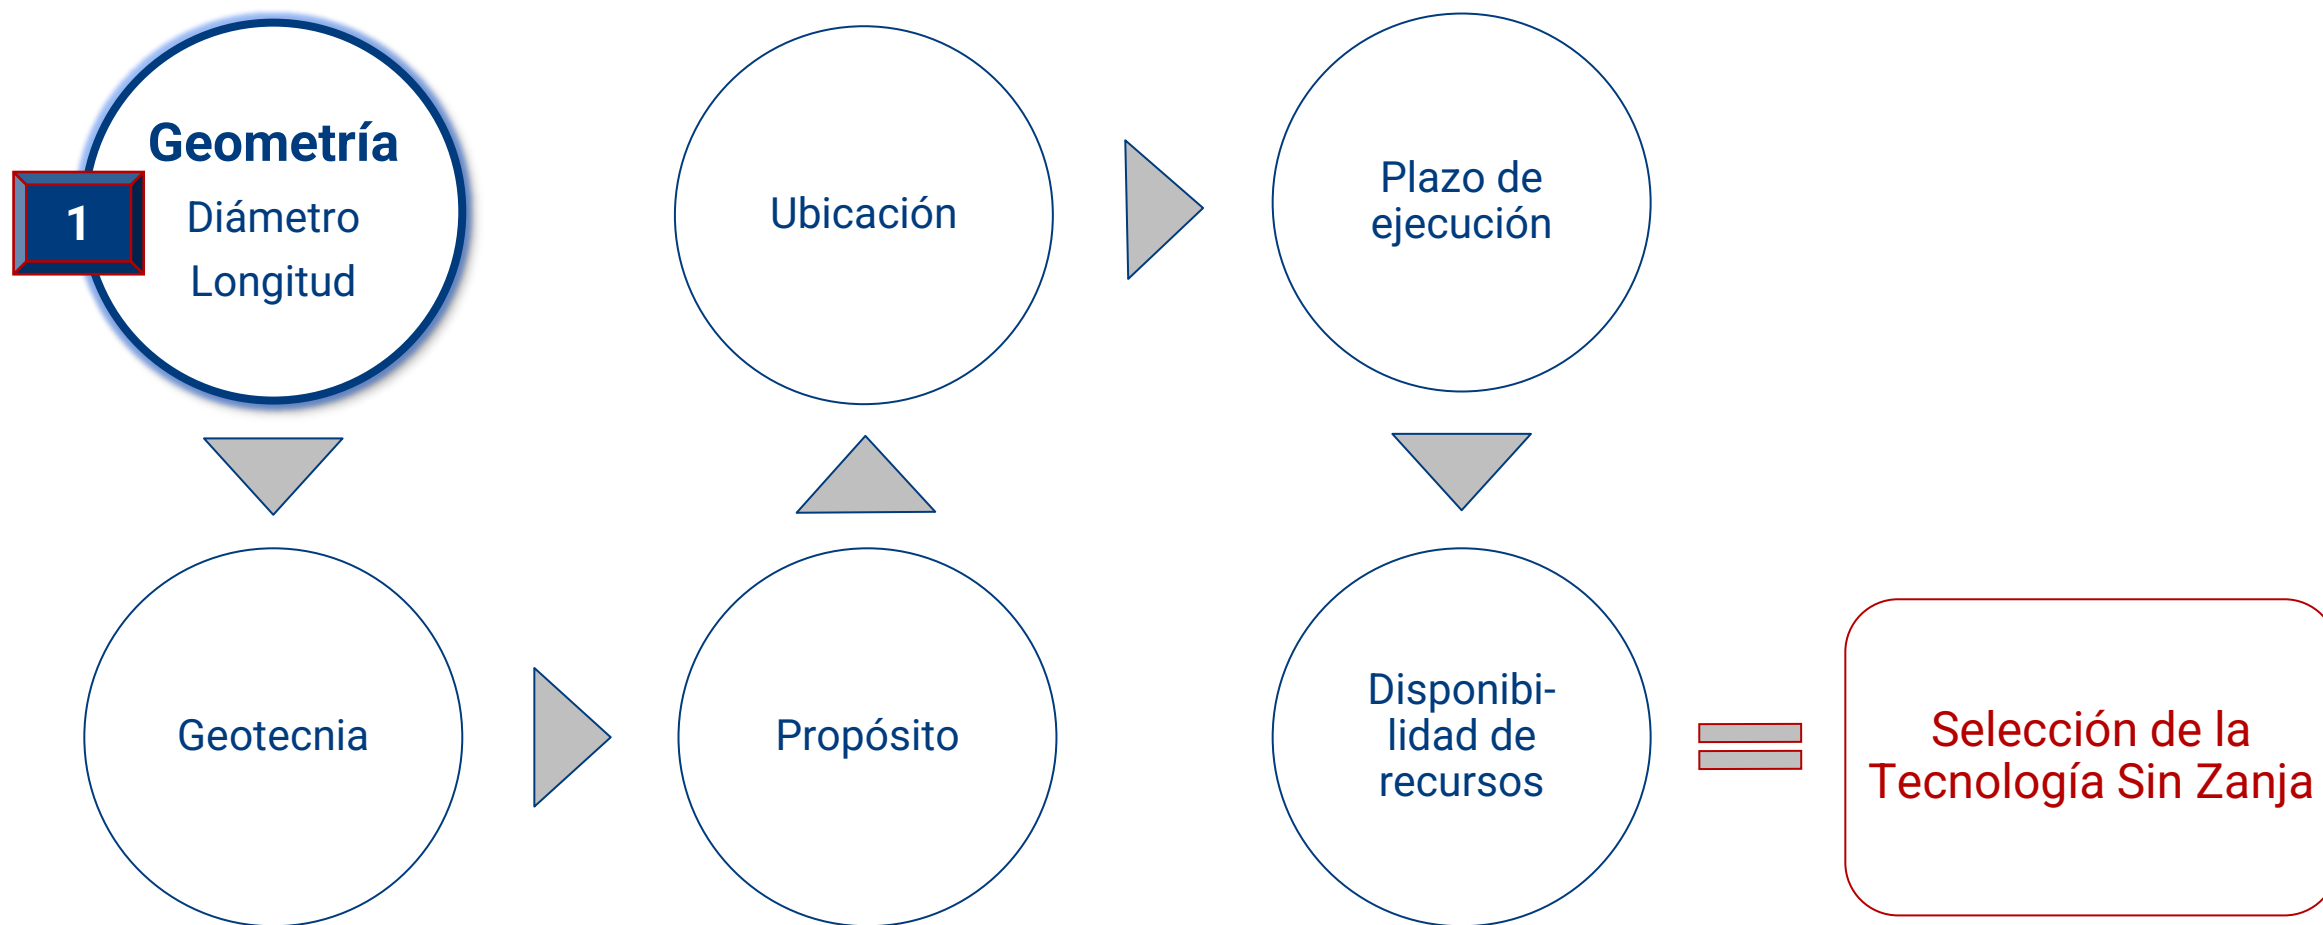 Geometría
1
Diámetro
Longitud
Geotecnia
Propósito
Ubicación
Plazo de
ejecución
Disponibi-
lidad de
recursos
Selección de la
Tecnología Sin Zanja